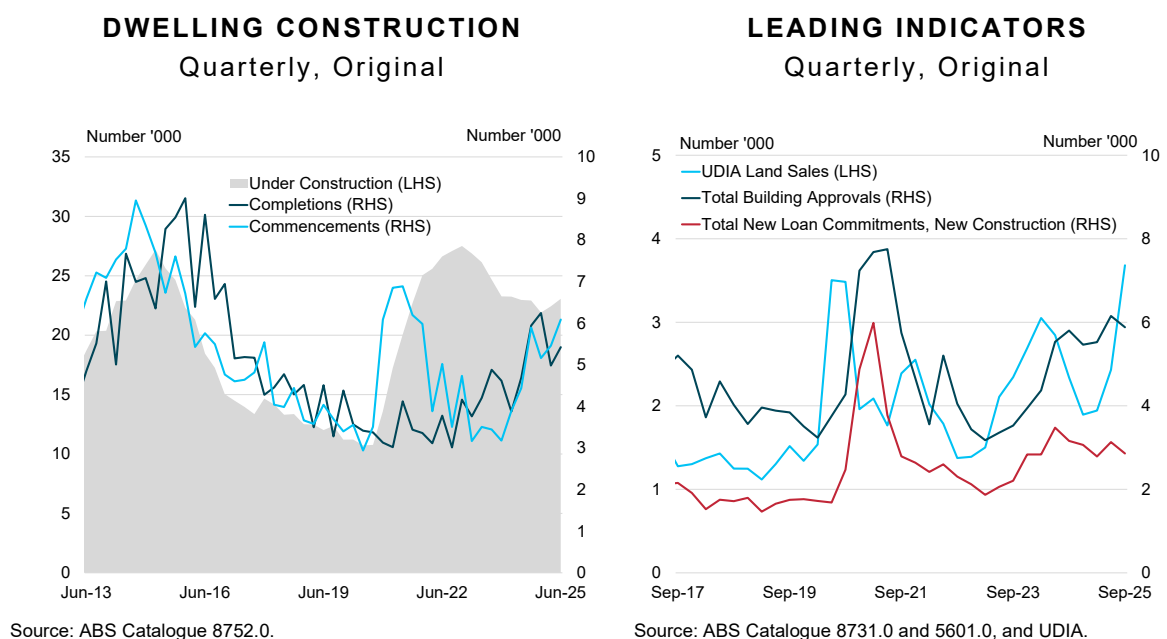 DWELLING CONSTRUCTION
Quarterly, Original
Number '000
Number '000
Under Construction (LHS)
Completions (RHS)
Commencements (RHS)
35
30
25
20
15
10
5
0
10
9
8
7
6
5
4
3
2
1
0
Jun-13
Jun-16
Jun-19
Jun-22
Jun-25
Source: ABS Catalogue 8752.0.
LEADING INDICATORS
Quarterly, Original
Number '000
Number '000
UDIA Land Sales (LHS)
Total Building Approvals (RHS)
Total New Loan Commitments, New Construction (RHS)
5
4
3
2
1
0
10
8
6
4
2
0
Sep-17
Sep-19
Sep-21
Sep-23
Sep-25
Source: ABS Catalogue 8731.0 and 5601.0, and UDIA.